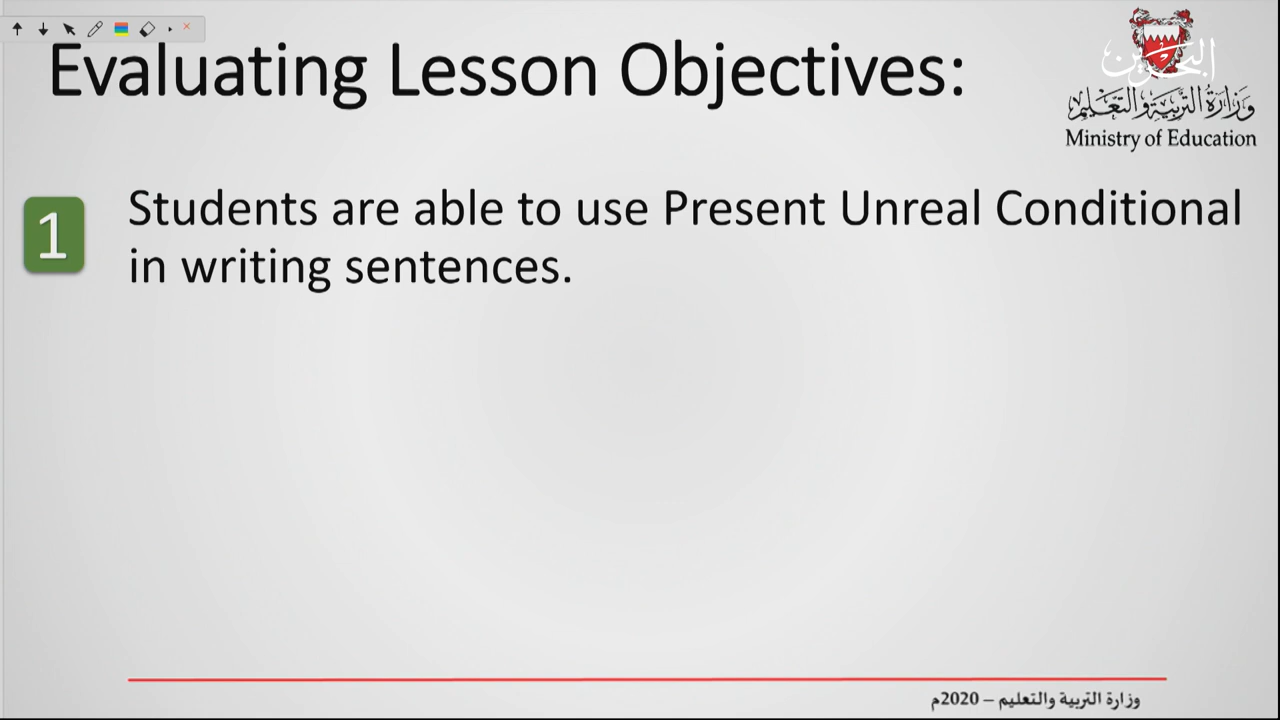 Evaluating Lesson Objectives:
البحرين
وزارة التربية والتعليم
Ministry of Education
1
Students are able to use Present Unreal Conditional
in writing sentences.
وزارة التربية والتعليم – 2020م